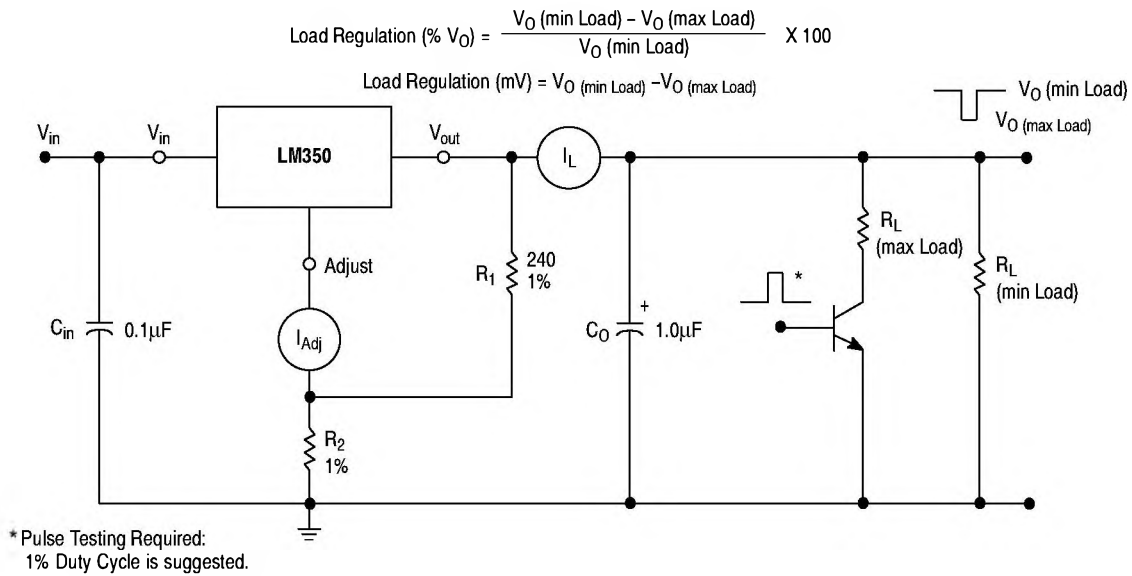 Load Regulation (% VO) = VO (min Load) – VO (max Load) / VO (min Load) X 100
Load Regulation (mV) = VO (min Load) –VO (max Load)
VO (min Load)
VO (max Load)
Vin
Vin
LM350
Vout
IL
Adjust
R1
240
1%
RL
(max Load)
RL
(min Load)
*
Cin
0.1μF
IAdj
CO
+
1.0μF
R2
1%
* Pulse Testing Required:
1% Duty Cycle is suggested.